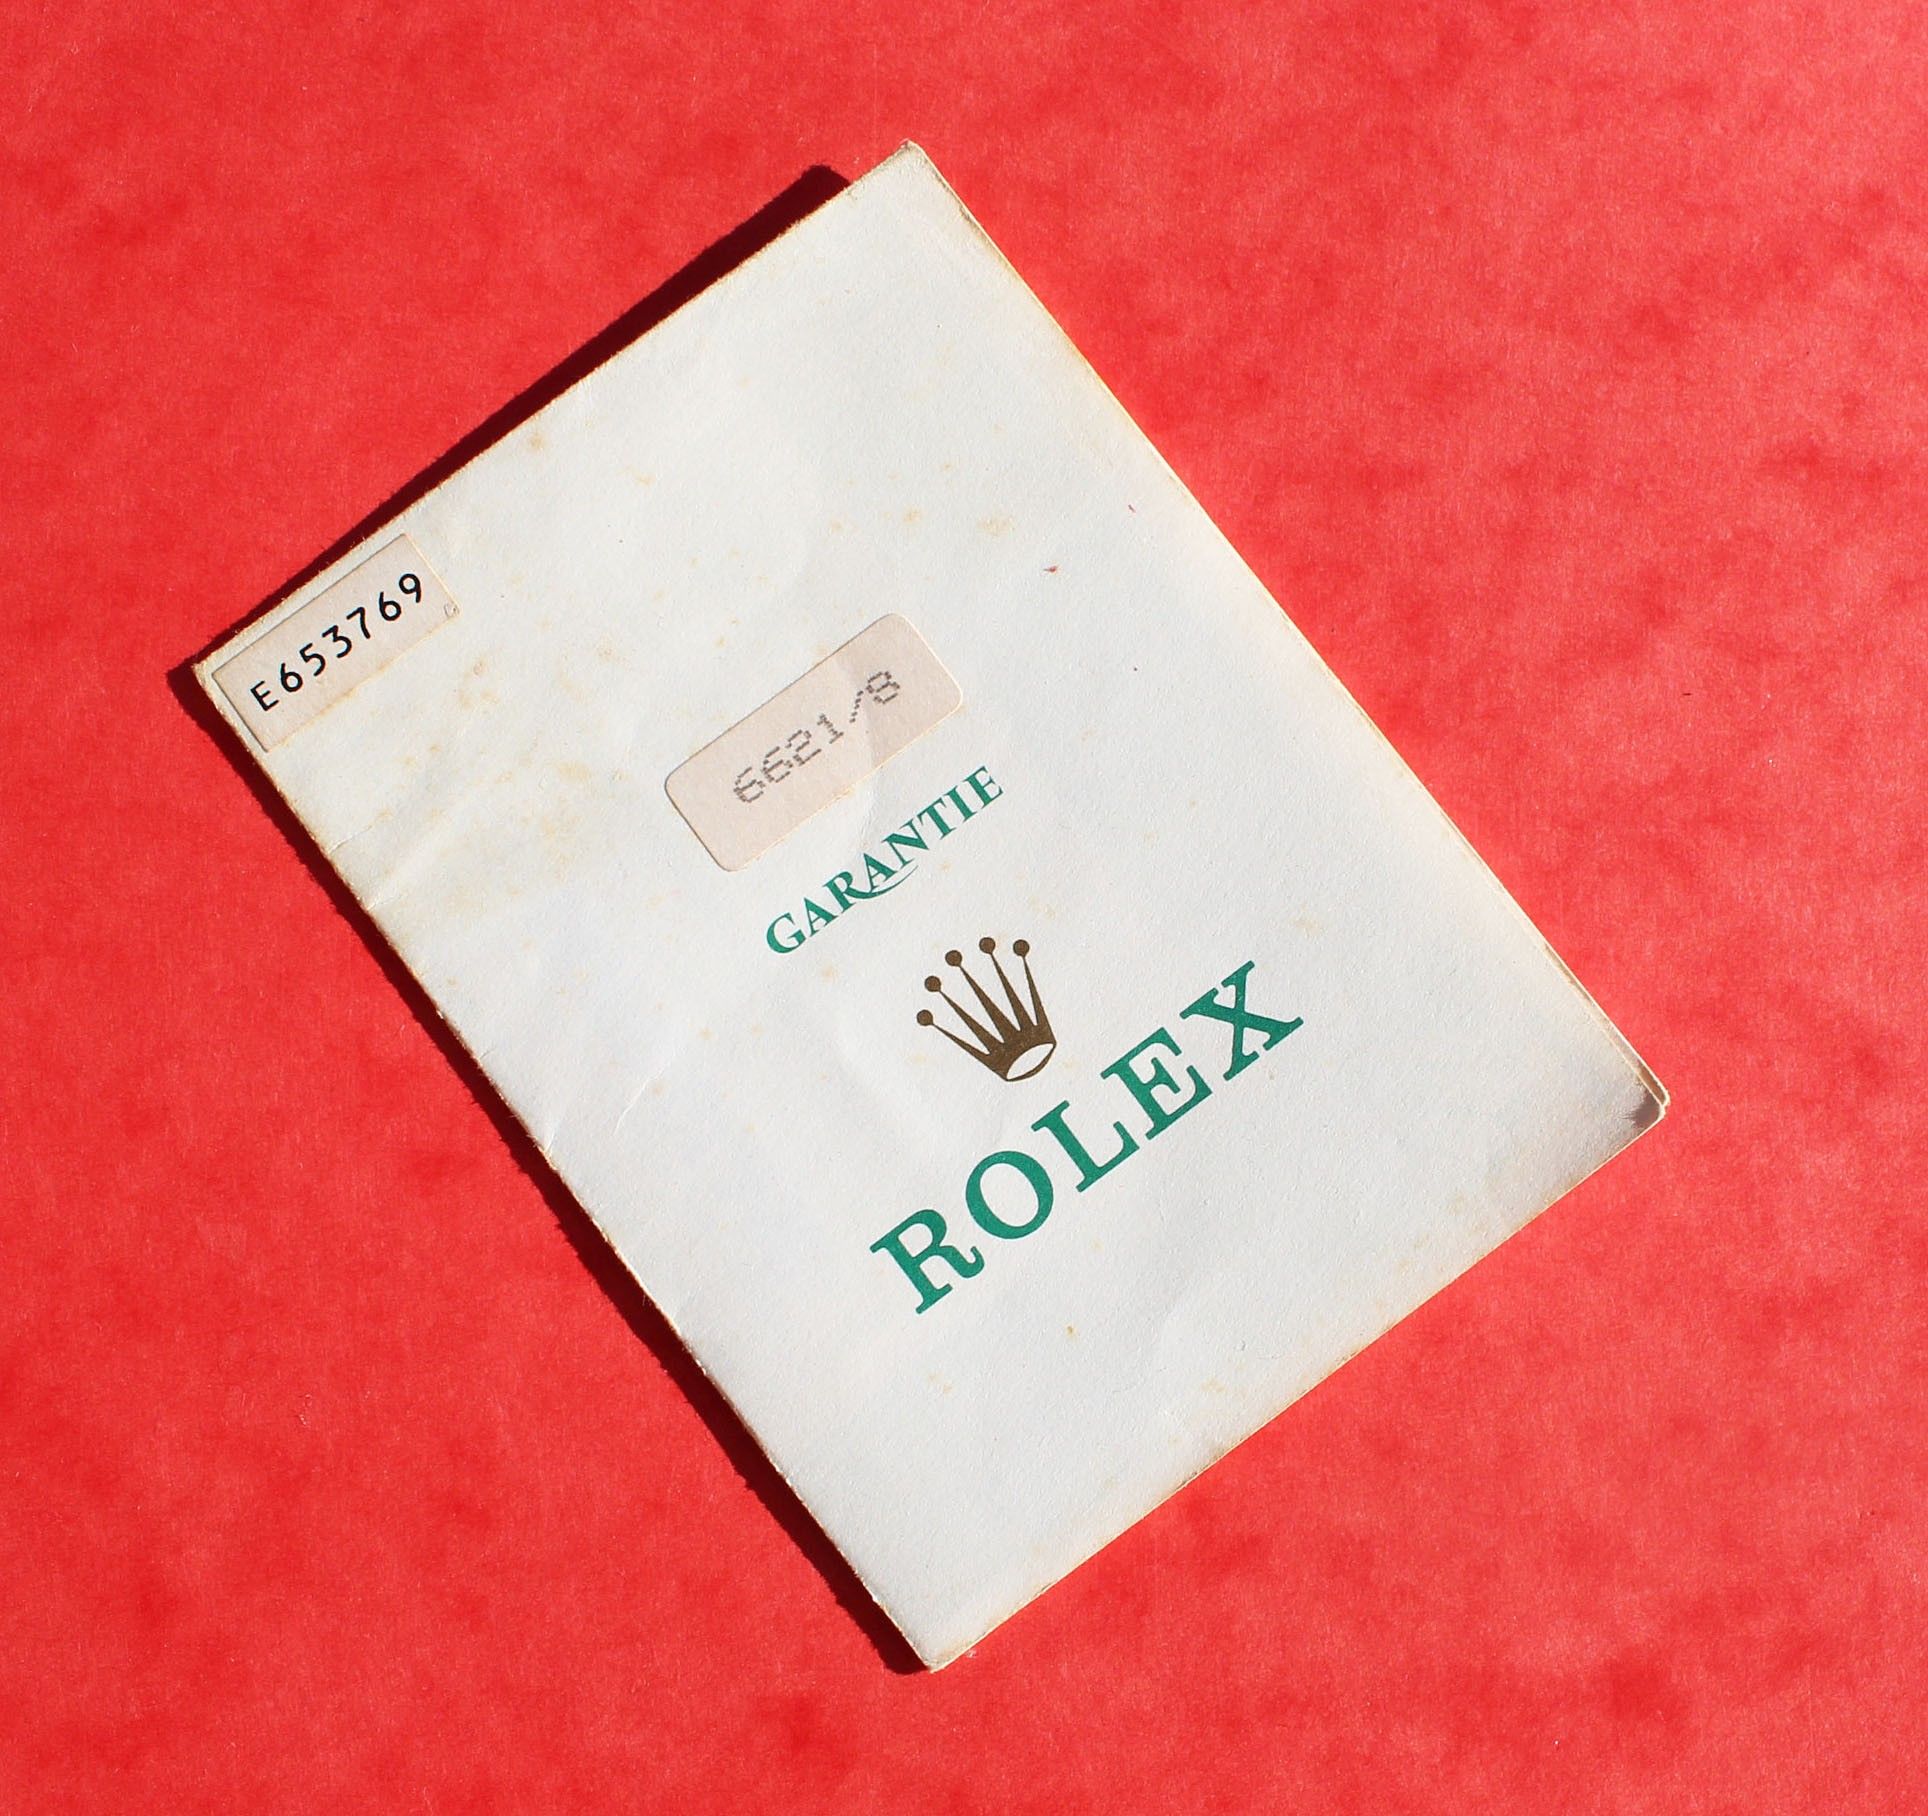 E653769
6621/8
GARANTIE
ROLEX